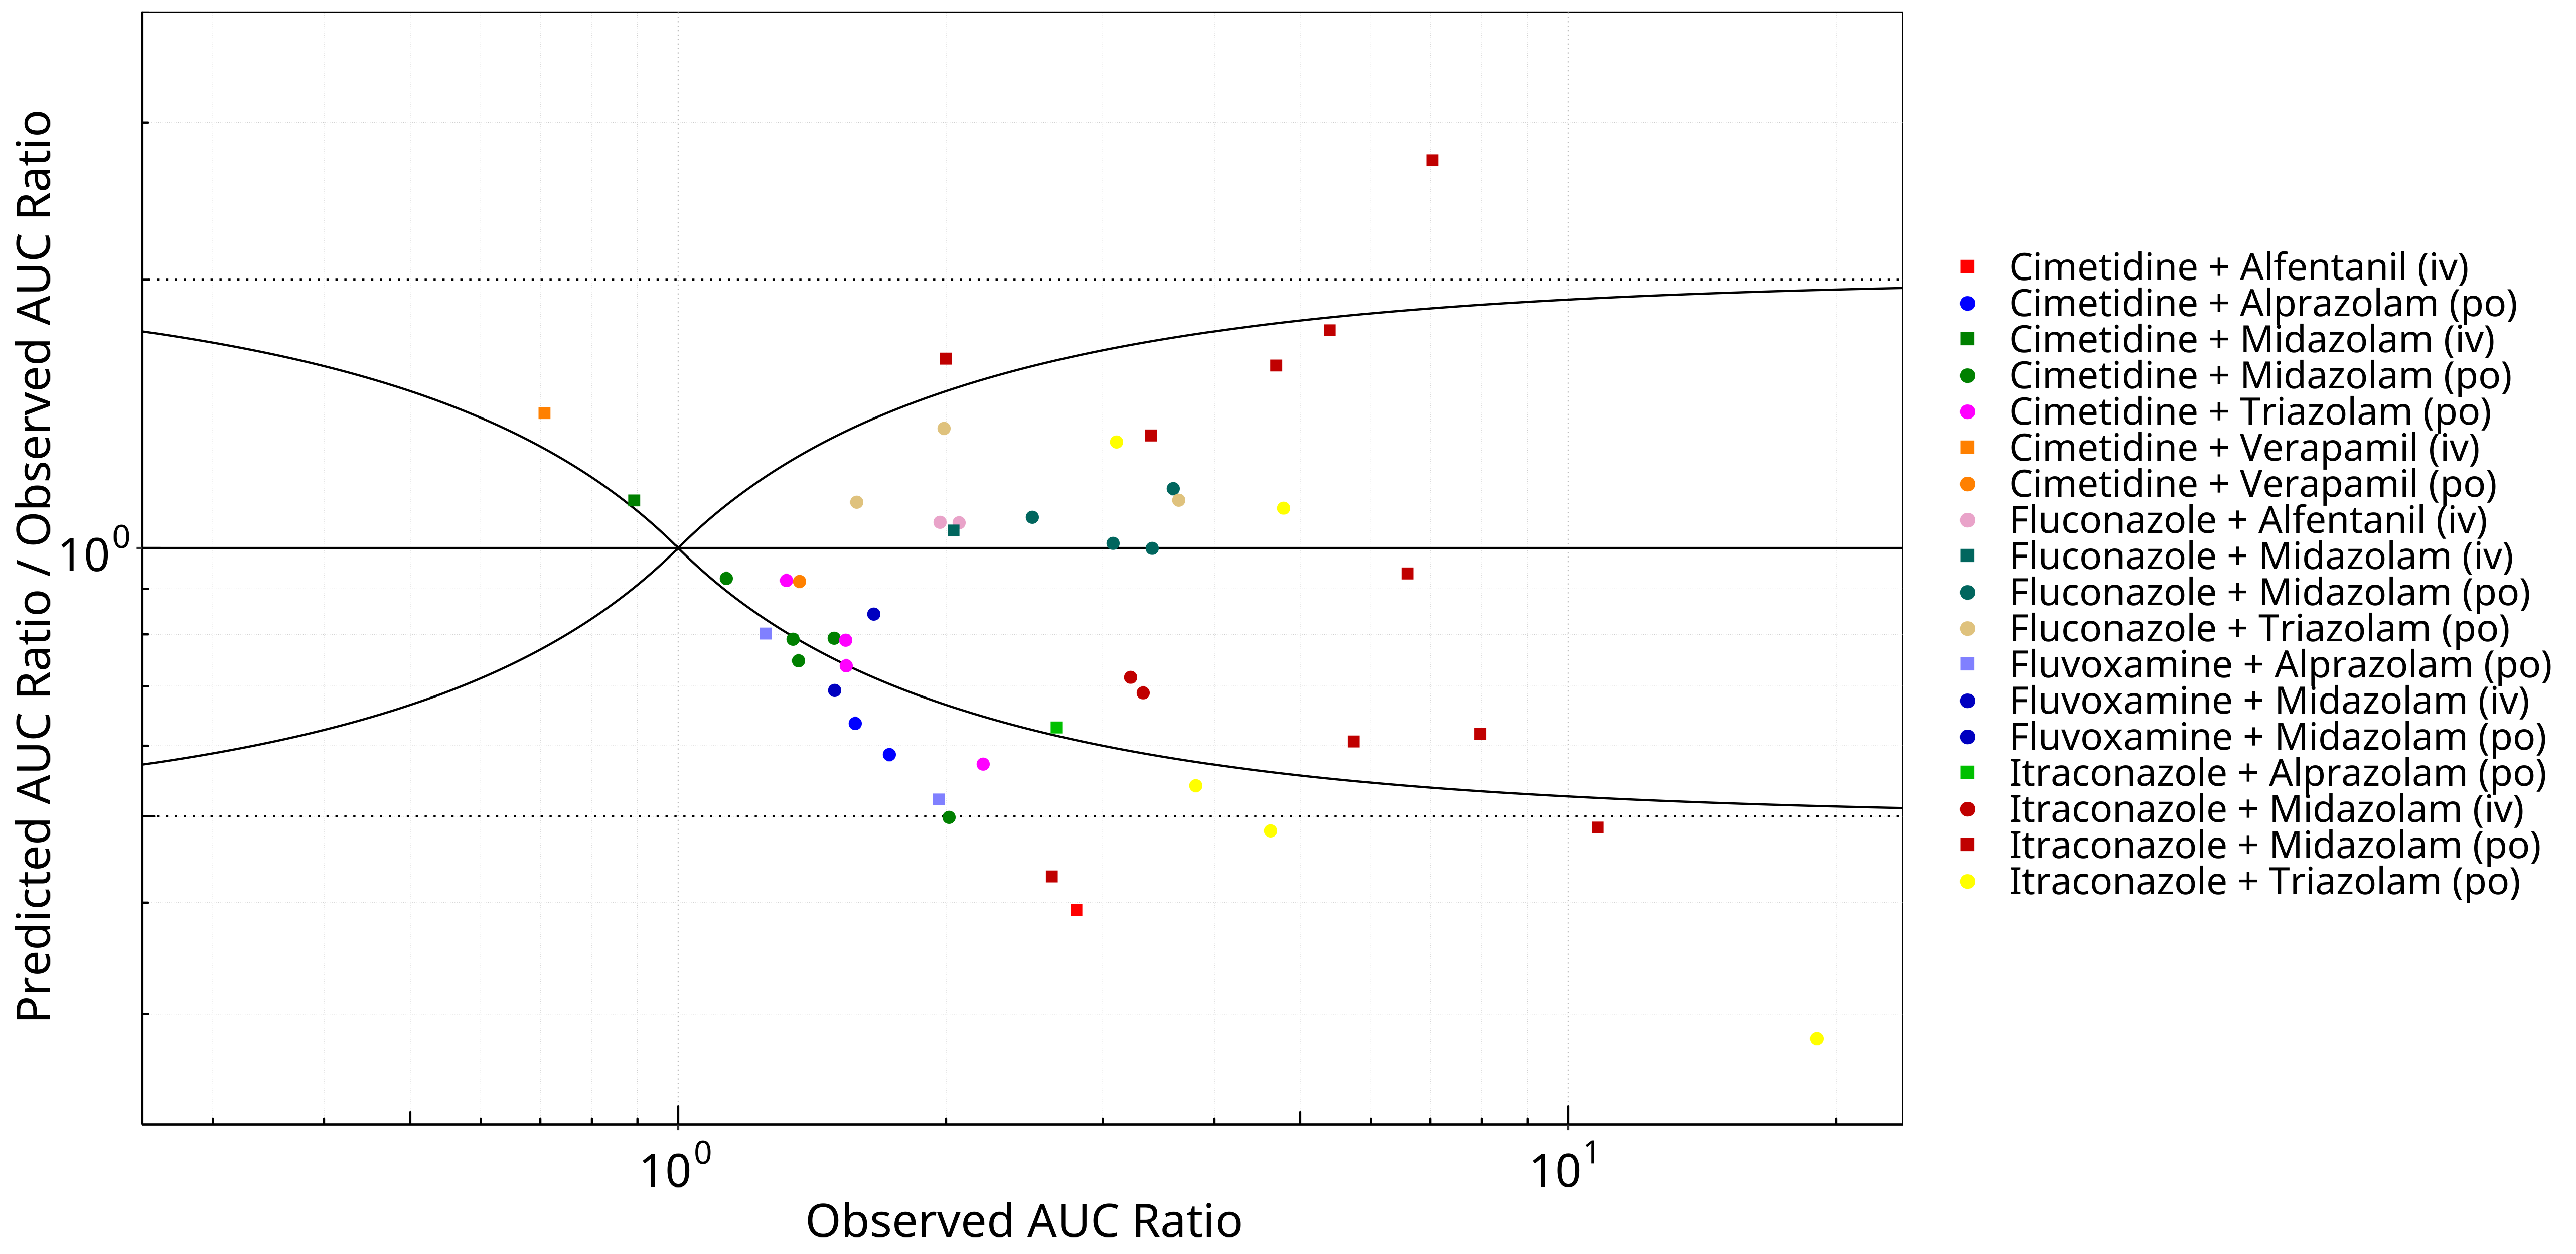 Predicted AUC Ratio / Observed AUC Ratio
10⁰
10⁰ 10¹
Observed AUC Ratio
Cimetidine + Alfentanil (iv)
Cimetidine + Alprazolam (po)
Cimetidine + Midazolam (iv)
Cimetidine + Midazolam (po)
Cimetidine + Triazolam (po)
Cimetidine + Verapamil (iv)
Cimetidine + Verapamil (po)
Fluconazole + Alfentanil (iv)
Fluconazole + Midazolam (iv)
Fluconazole + Midazolam (po)
Fluconazole + Triazolam (po)
Fluvoxamine + Alprazolam (po)
Fluvoxamine + Midazolam (iv)
Fluvoxamine + Midazolam (po)
Itraconazole + Alprazolam (po)
Itraconazole + Midazolam (iv)
Itraconazole + Midazolam (po)
Itraconazole + Triazolam (po)